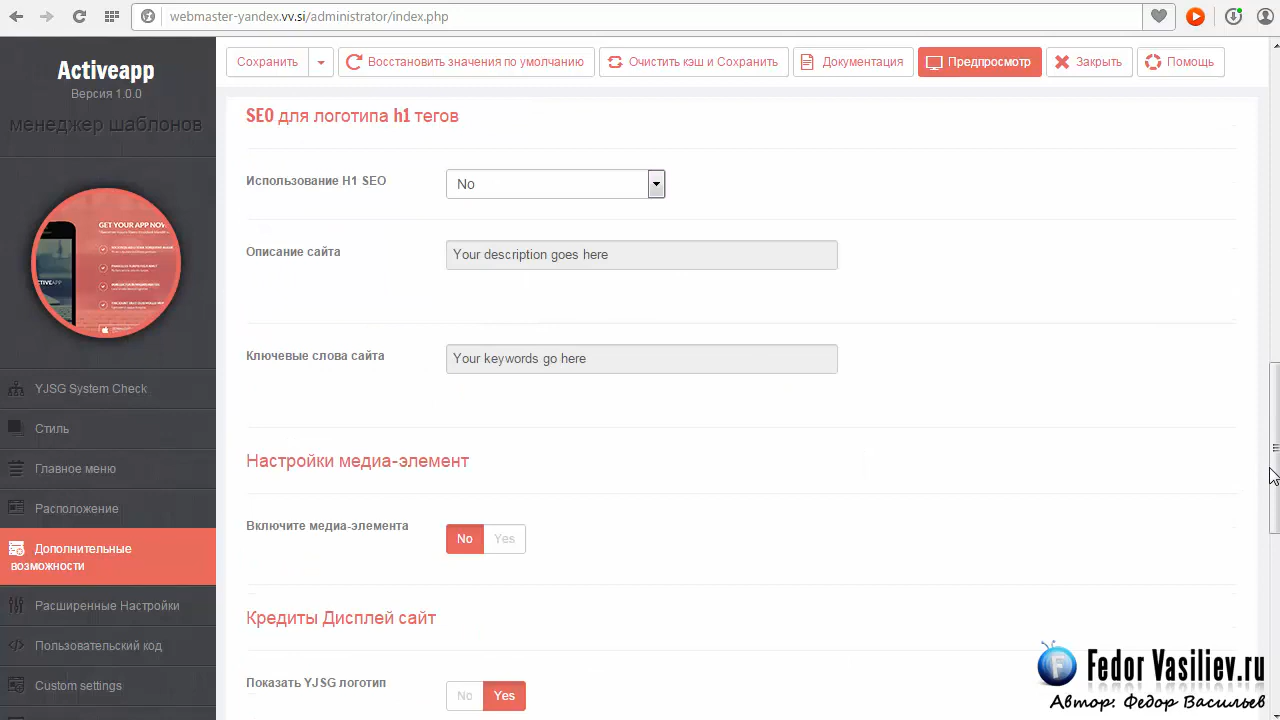 webmaster-yandex.vv.si/administrator/index.php
Activeapp
Версия 1.0.0
менеджер шаблонов
Сохранить
Восстановить значения по умолчанию
Очистить кэш и Сохранить
Документация
Предпросмотр
Закрыть
Помощь
GET YOUR APP NOW
YJSG System Check
Стиль
Главное меню
Расположение
Дополнительные
возможности
Расширенные Настройки
Пользовательский код
Custom settings
SEO для логотипа h1 тегов
Использование H1 SEO
No
Описание сайта
Your description goes here
Ключевые слова сайта
Your keywords go here
Настройки медиа-элемент
Включите медиа-элемента
No Yes
Кредиты Дисплей сайт
Показать YJSG логотип
No Yes
Fedor Vasiliev.ru
Автор: Федор Васильев